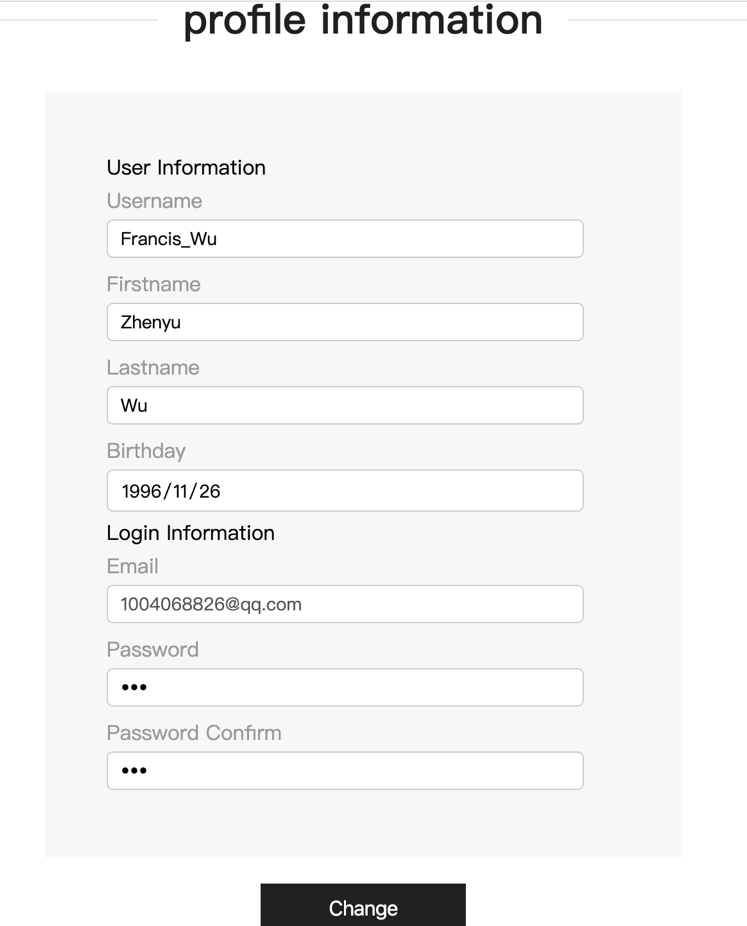 profile information
User Information
Username
Francis_Wu
Firstname
Zhenyu
Lastname
Wu
Birthday
1996/11/26
Login Information
Email
1004068826@qq.com
Password
•••
Password Confirm
•••
Change